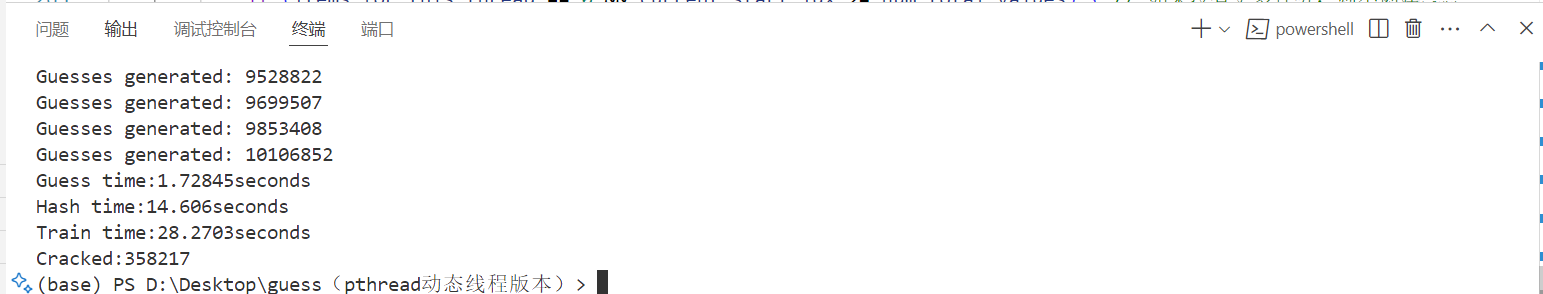 问题 输出 调试控制台 终端 端口 powershell
Guesses generated: 9528822
Guesses generated: 9699507
Guesses generated: 9853408
Guesses generated: 10106852
Guess time:1.72845seconds
Hash time:14.606seconds
Train time:28.2703seconds
Cracked:358217
(base) PS D:\Desktop\guess（pthread动态线程版本）>